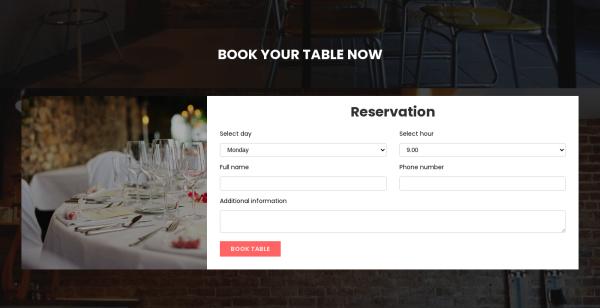 BOOK YOUR TABLE NOW
Reservation
Select day
Select hour
Monday
9.00
Full name
Phone number
Additional information
BOOK TABLE